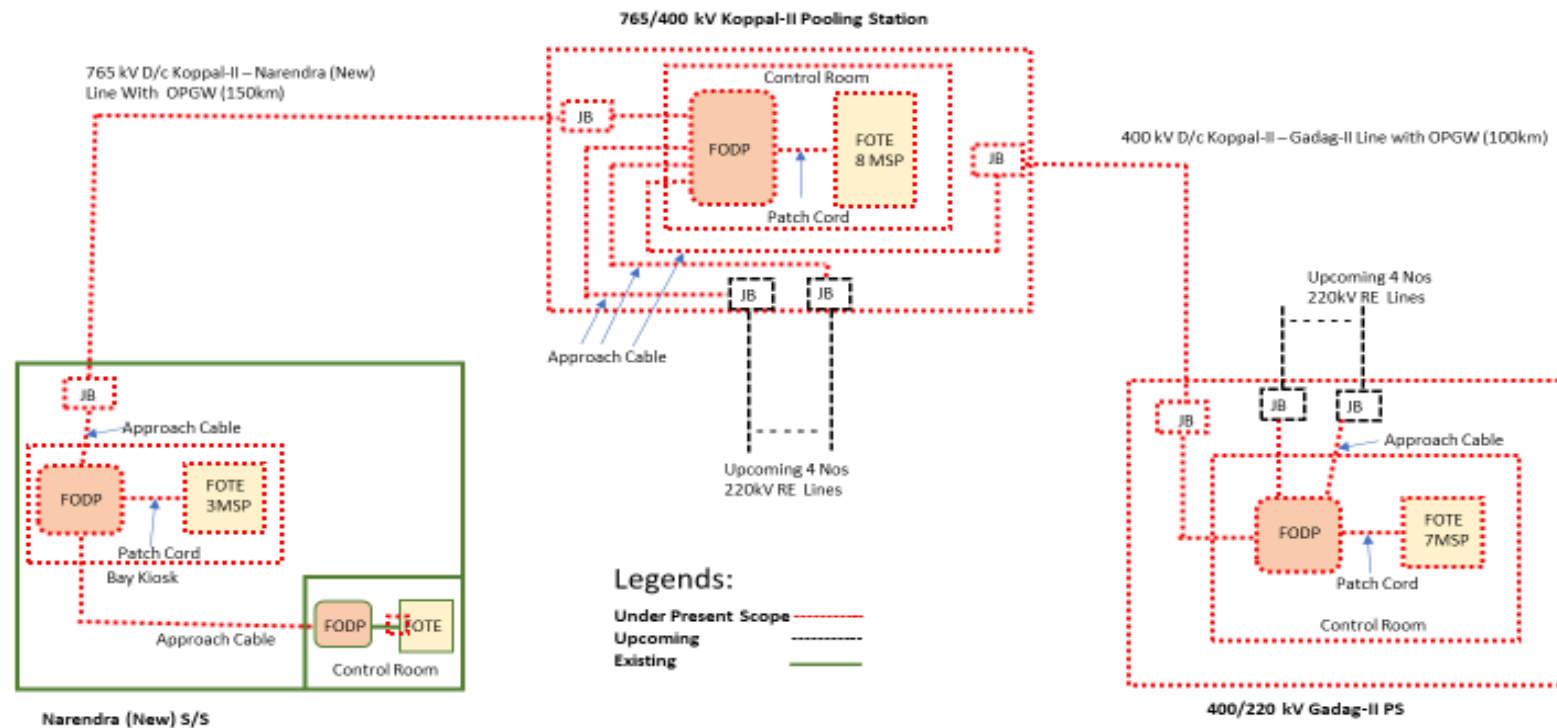 765/400 kV Koppal-II Pooling Station
765 kV D/c Koppal-II – Narendra (New)
Line With OPGW (150km)
Control Room
JB
FODP
FOTE
8 MSP
Patch Cord
JB
400 kV D/c Koppal-II – Gadag-II Line with OPGW (100km)
JB
JB
Approach Cable
Upcoming 4 Nos
220kV RE Lines
Upcoming 4 Nos
220kV RE Lines
JB
Approach Cable
FODP
FOTE
3MSP
Patch Cord
Bay Kiosk
Approach Cable
FODP
FOTE
Control Room
Narendra (New) S/S
JB
JB
JB
Approach Cable
FODP
FOTE
7MSP
Patch Cord
Control Room
400/220 kV Gadag-II PS
Legends:
Under Present Scope
Upcoming
Existing